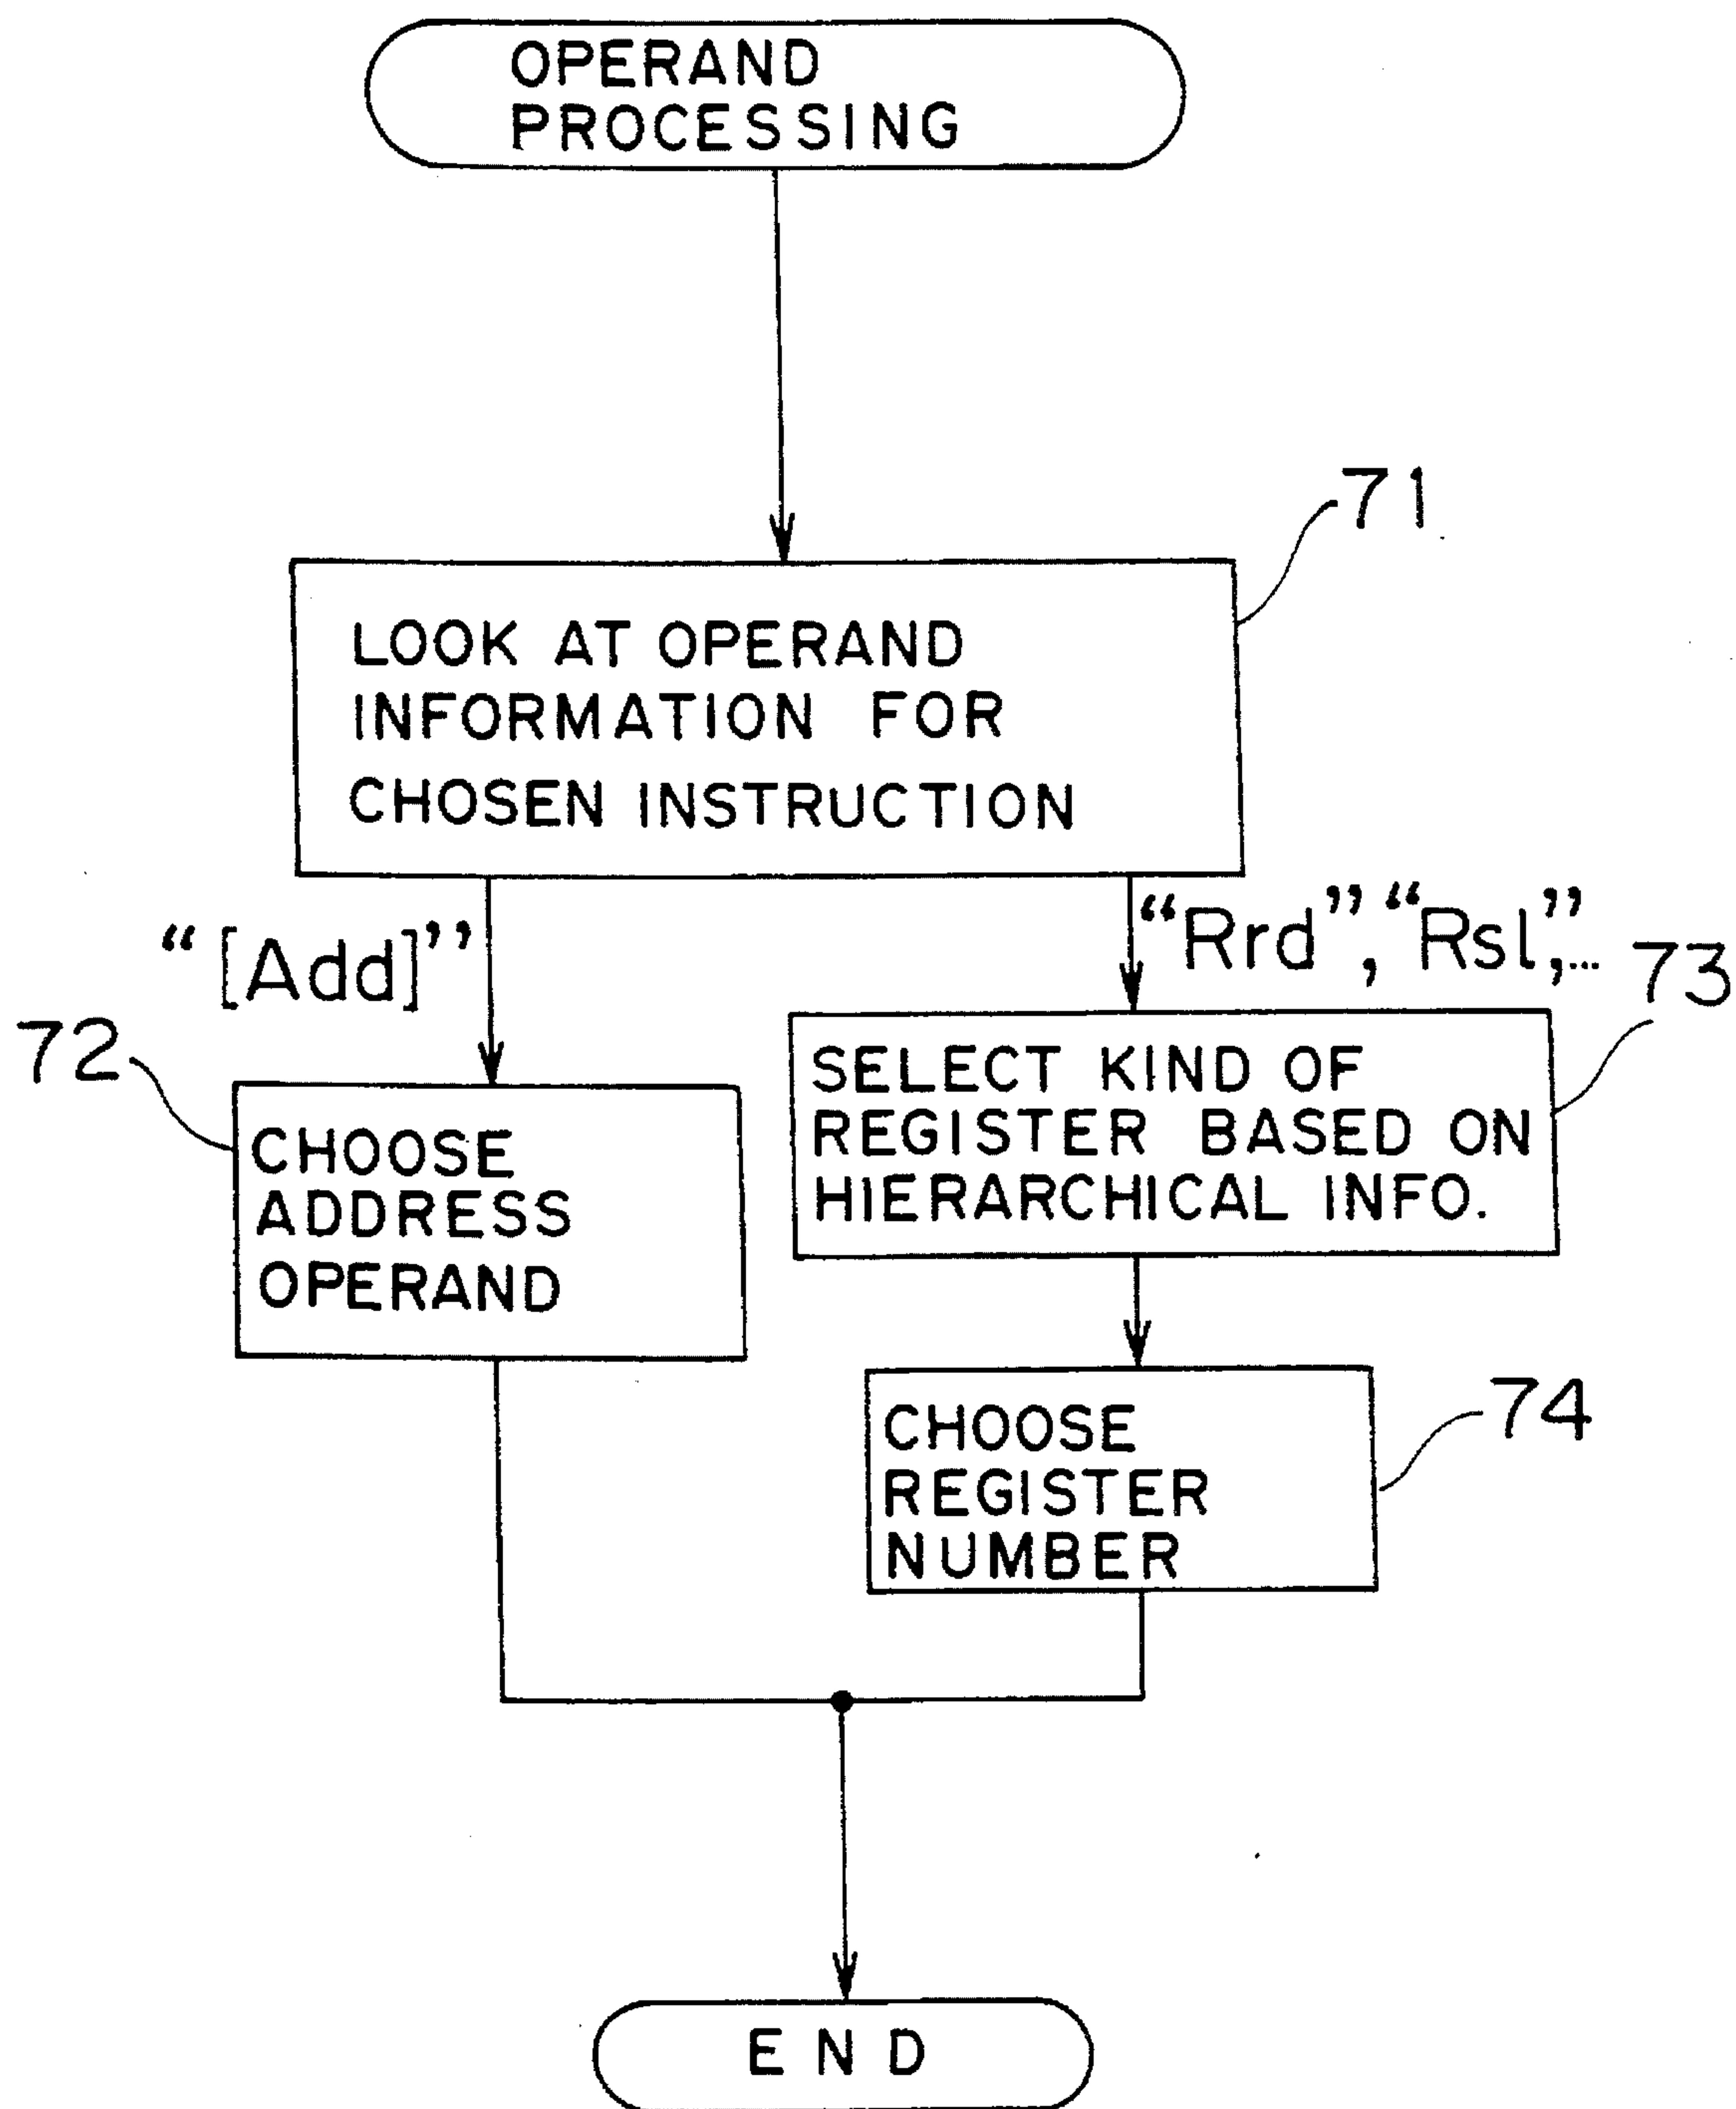 OPERAND
PROCESSING
71
LOOK AT OPERAND
INFORMATION FOR
CHOSEN INSTRUCTION
“[Add]”
“Rrd”, “Rsl”,...
72
CHOOSE
ADDRESS
OPERAND
73
SELECT KIND OF
REGISTER BASED ON
HIERARCHICAL INFO.
74
CHOOSE
REGISTER
NUMBER
END